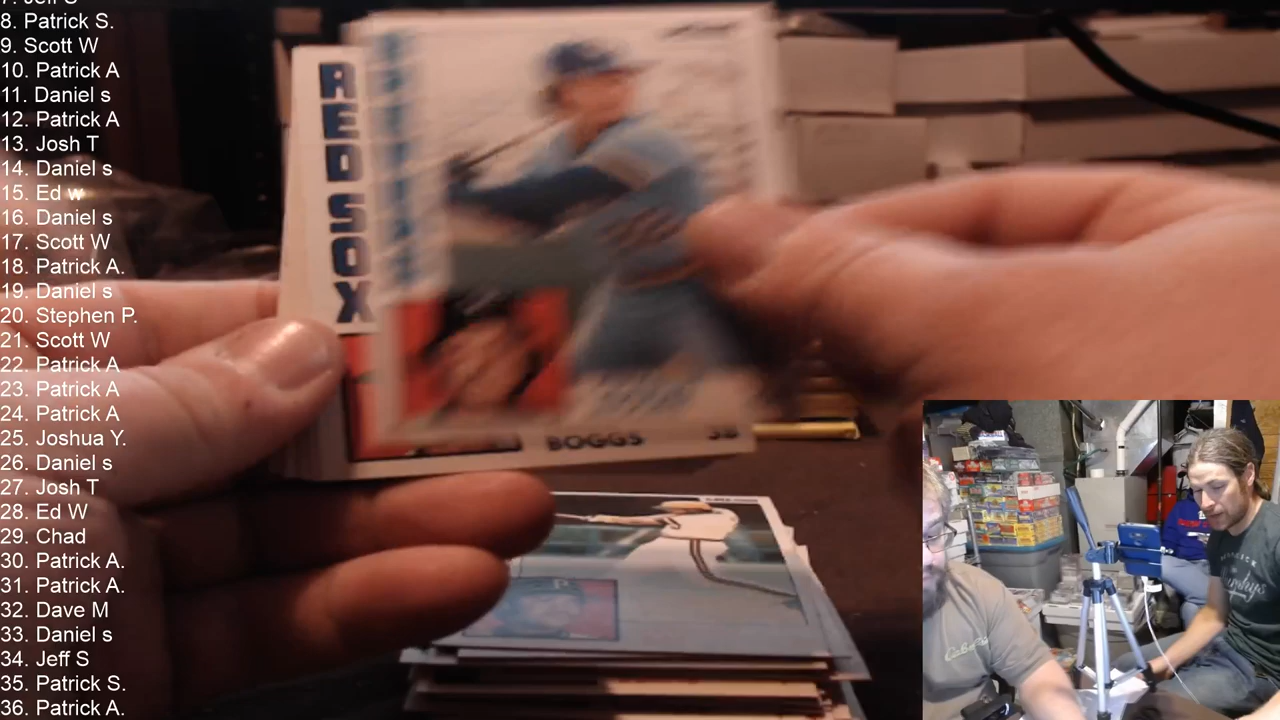 7. Jeff S
8. Patrick S.
9. Scott W
10. Patrick A
11. Daniel s
12. Patrick A
13. Josh T
14. Daniel s
15. Ed w
16. Daniel s
17. Scott W
18. Patrick A.
19. Daniel s
20. Stephen P.
21. Scott W
22. Patrick A
23. Patrick A
24. Patrick A
25. Joshua Y.
26. Daniel s
27. Josh T
28. Ed W
29. Chad
30. Patrick A.
31. Patrick A.
32. Dave M
33. Daniel s
34. Jeff S
35. Patrick S.
36. Patrick A.
RED SOX
BOGGS 3B